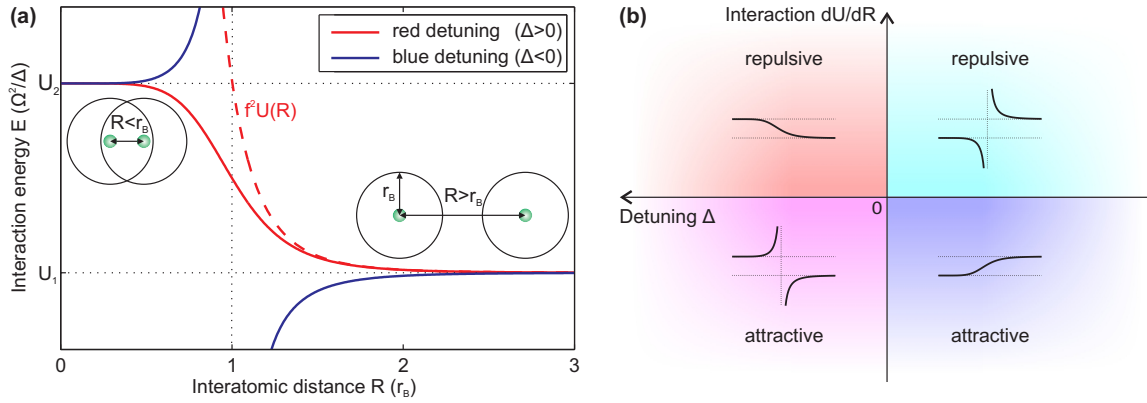 (a)
red detuning (Δ>0)
blue detuning (Δ<0)
Interaction energy E (Ω²/Δ)
U₂
U₁
f²U(R)
R<r_B
r_B
R>r_B
0
1
2
3
Interatomic distance R (r_B)
(b)
Interaction dU/dR
repulsive
repulsive
0
Detuning Δ
attractive
attractive